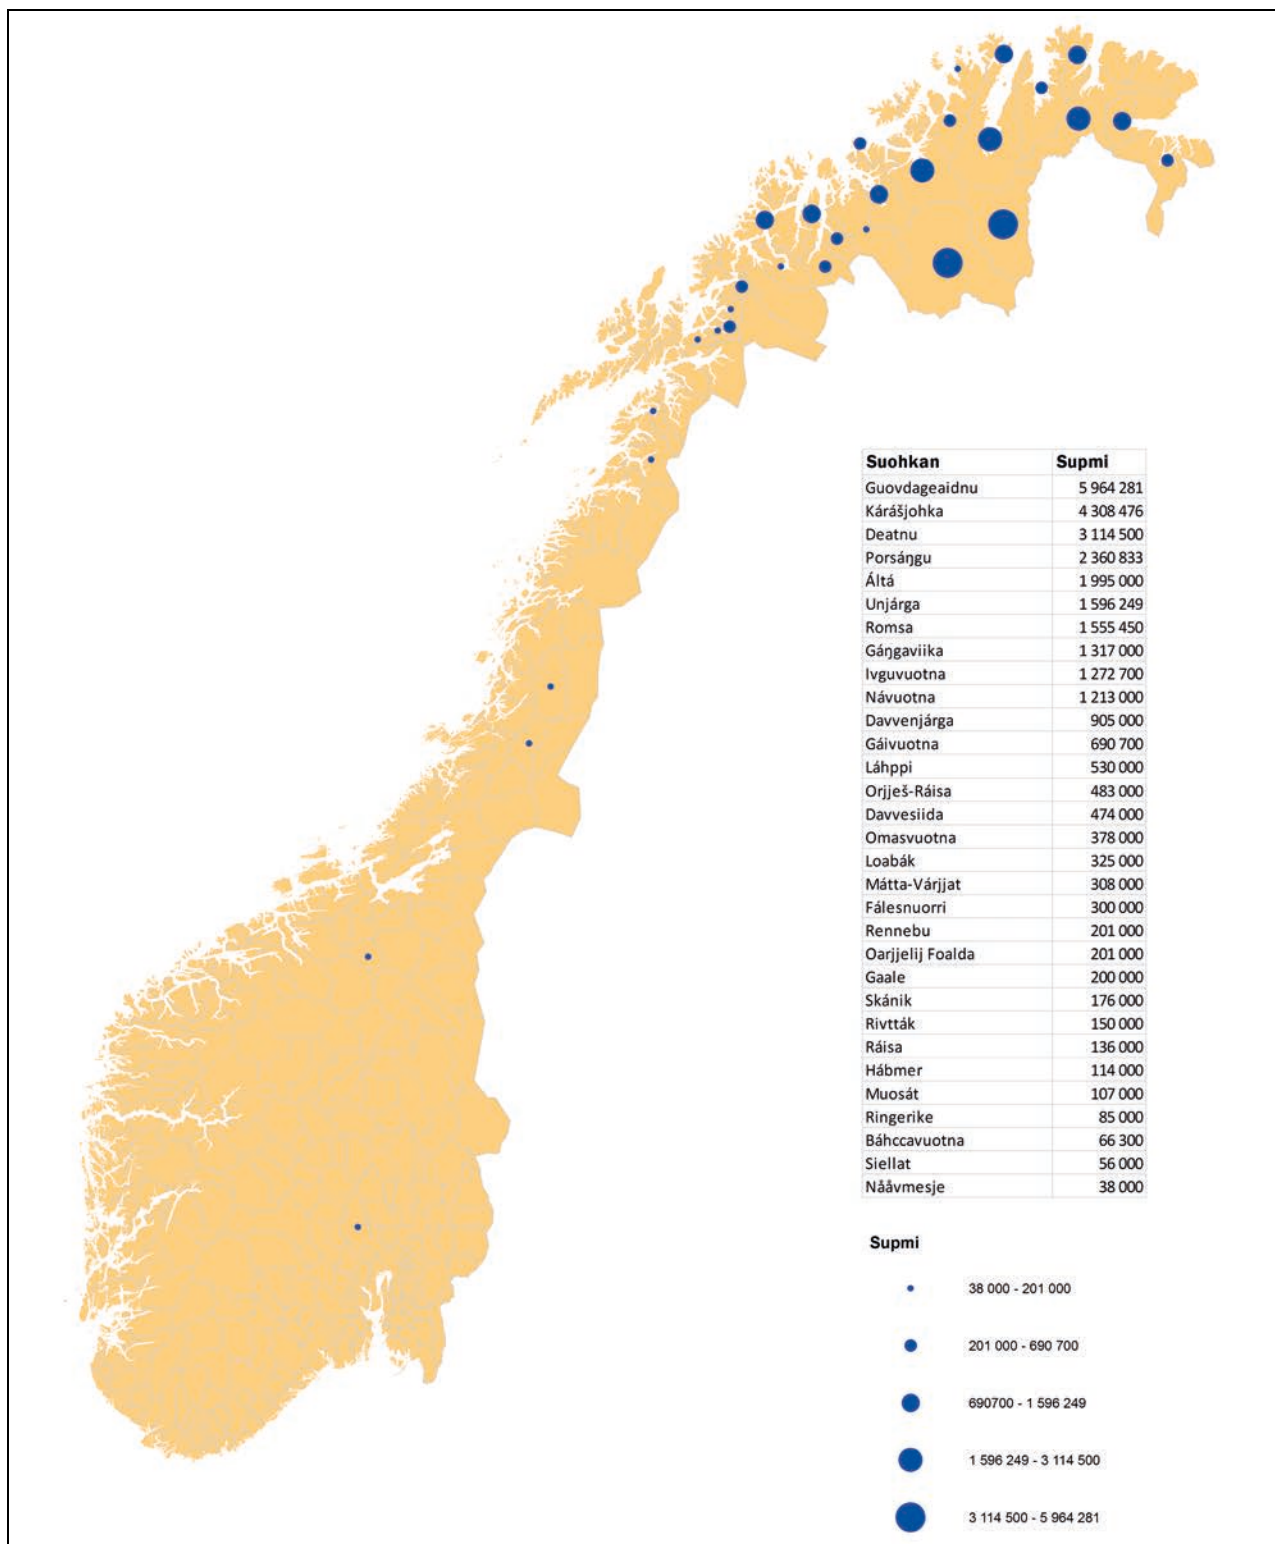 Suohkan Supmi
Guovdageaidnu 5 964 281
Kárášjohka 4 308 476
Deatnu 3 114 500
Porsáŋgu 2 360 833
Áltá 1 995 000
Unjárga 1 596 249
Romsa 1 555 450
Gáŋgaviika 1 317 000
Ivguvuotna 1 272 700
Návuotna 1 213 000
Davvenjárga 905 000
Gáivuotna 690 700
Láhppi 530 000
Orjješ-Ráisa 483 000
Davvesiida 474 000
Omasvuotna 378 000
Loabák 325 000
Mátta-Várjjat 308 000
Fálesnuorri 300 000
Rennebu 201 000
Oarjjelij Foalda 201 000
Gaale 200 000
Skánik 176 000
Rivtták 150 000
Ráisa 136 000
Hábmer 114 000
Muosát 107 000
Ringerike 85 000
Báhccavuotna 66 300
Siellat 56 000
Nååvmesje 38 000
Supmi
38 000 - 201 000
201 000 - 690 700
690700 - 1 596 249
1 596 249 - 3 114 500
3 114 500 - 5 964 281